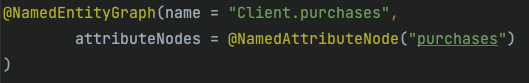 @NamedEntityGraph(name = "Client.purchases",
        attributeNodes = @NamedAttributeNode("purchases")
)